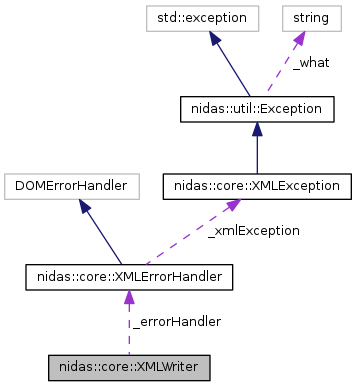 std::exception
string
_what
nidas::util::Exception
DOMErrorHandler
nidas::core::XMLException
_xmlException
nidas::core::XMLErrorHandler
_errorHandler
nidas::core::XMLWriter